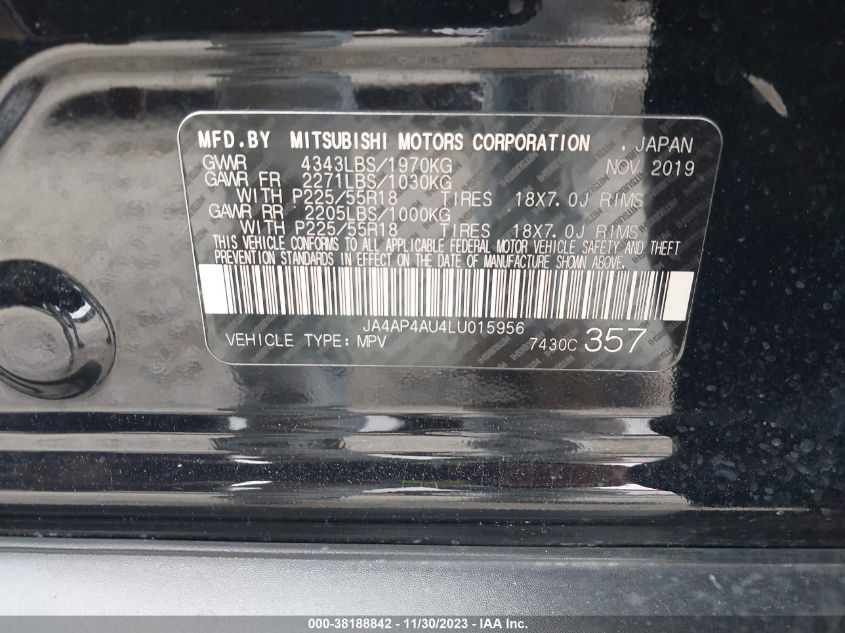 MFD.BY MITSUBISHI MOTORS CORPORATION , JAPAN
GVWR 4343LBS/1970KG NOV 2019
GAWR FR 2271LBS/1030KG
WITH P225/55R18 TIRES 18X7.0J RIMS
GAWR RR 2205LBS/1000KG
WITH P225/55R18 TIRES 18X7.0J RIMS
THIS VEHICLE CONFORMS TO ALL APPLICABLE FEDERAL MOTOR VEHICLE SAFETY AND THEFT
PREVENTION STANDARDS IN EFFECT ON THE DATE OF MANUFACTURE SHOWN ABOVE.
JA4AP4AU4LU015956
VEHICLE TYPE: MPV 7430C 357
000-38188842 - 11/30/2023 - IAA Inc.